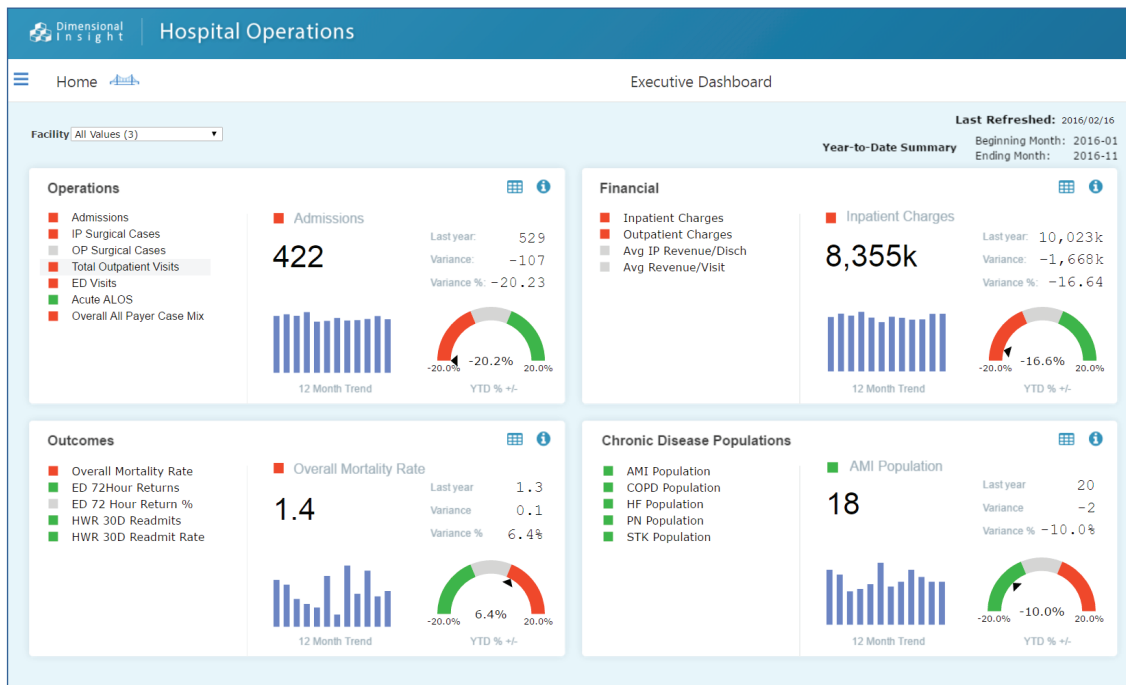 Dimensional
Insight
Hospital Operations
Home
Executive Dashboard
Last Refreshed: 2016/02/16
Facility All Values (3)
Year-to-Date Summary
Beginning Month: 2016-01
Ending Month: 2016-11
Operations
Admissions
IP Surgical Cases
OP Surgical Cases
Total Outpatient Visits
ED Visits
Acute ALOS
Overall All Payer Case Mix
Admissions
422
Last year: 529
Variance: -107
Variance %: -20.23
12 Month Trend
-20.2%
-20.0% 20.0%
YTD % +/-
Financial
Inpatient Charges
Outpatient Charges
Avg IP Revenue/Disch
Avg Revenue/Visit
Inpatient Charges
8,355k
Last year: 10,023k
Variance: -1,668k
Variance %: -16.64
12 Month Trend
-16.6%
-20.0% 20.0%
YTD % +/-
Outcomes
Overall Mortality Rate
ED 72Hour Returns
ED 72 Hour Return %
HWR 30D Readmits
HWR 30D Readmit Rate
Overall Mortality Rate
1.4
Last year 1.3
Variance 0.1
Variance % 6.4%
12 Month Trend
6.4%
-20.0% 20.0%
YTD % +/-
Chronic Disease Populations
AMI Population
COPD Population
HF Population
PN Population
STK Population
AMI Population
18
Last year 20
Variance -2
Variance % -10.0%
12 Month Trend
-10.0%
-20.0% 20.0%
YTD % +/-